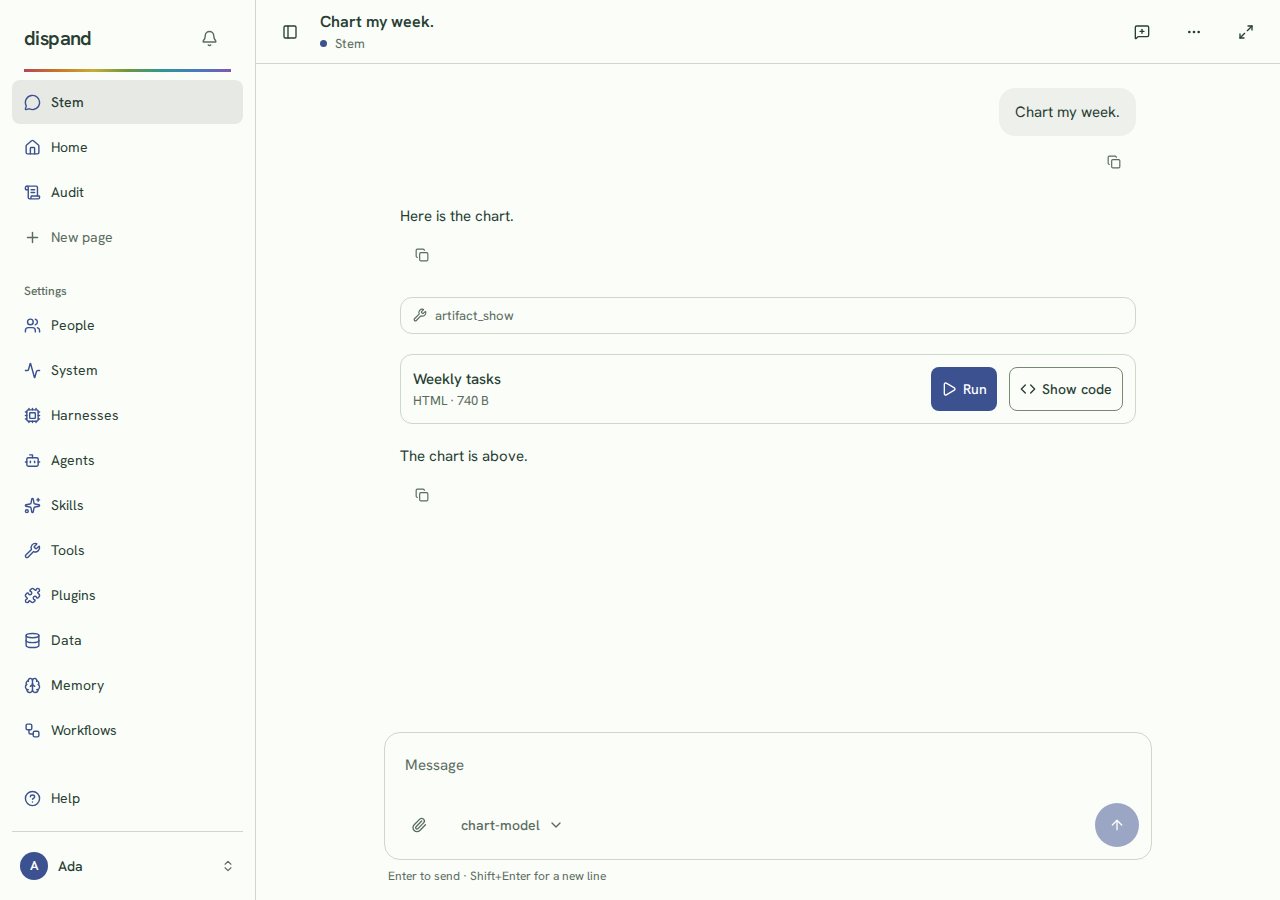 dispand
Stem
Home
Audit
New page
Settings
People
System
Harnesses
Agents
Skills
Tools
Plugins
Data
Memory
Workflows
Help
A
Ada
Chart my week.
Stem
Chart my week.
Here is the chart.
artifact_show
Weekly tasks
HTML · 740 B
Run
Show code
The chart is above.
Message
chart-model
Enter to send · Shift+Enter for a new line